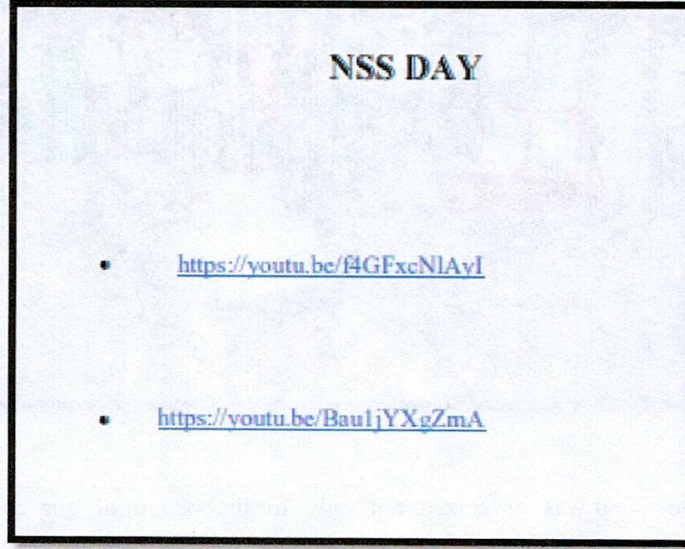 NSS DAY
• https://youtu.be/f4GFxcNlAyI
• https://youtu.be/Bau1jYXgZmA